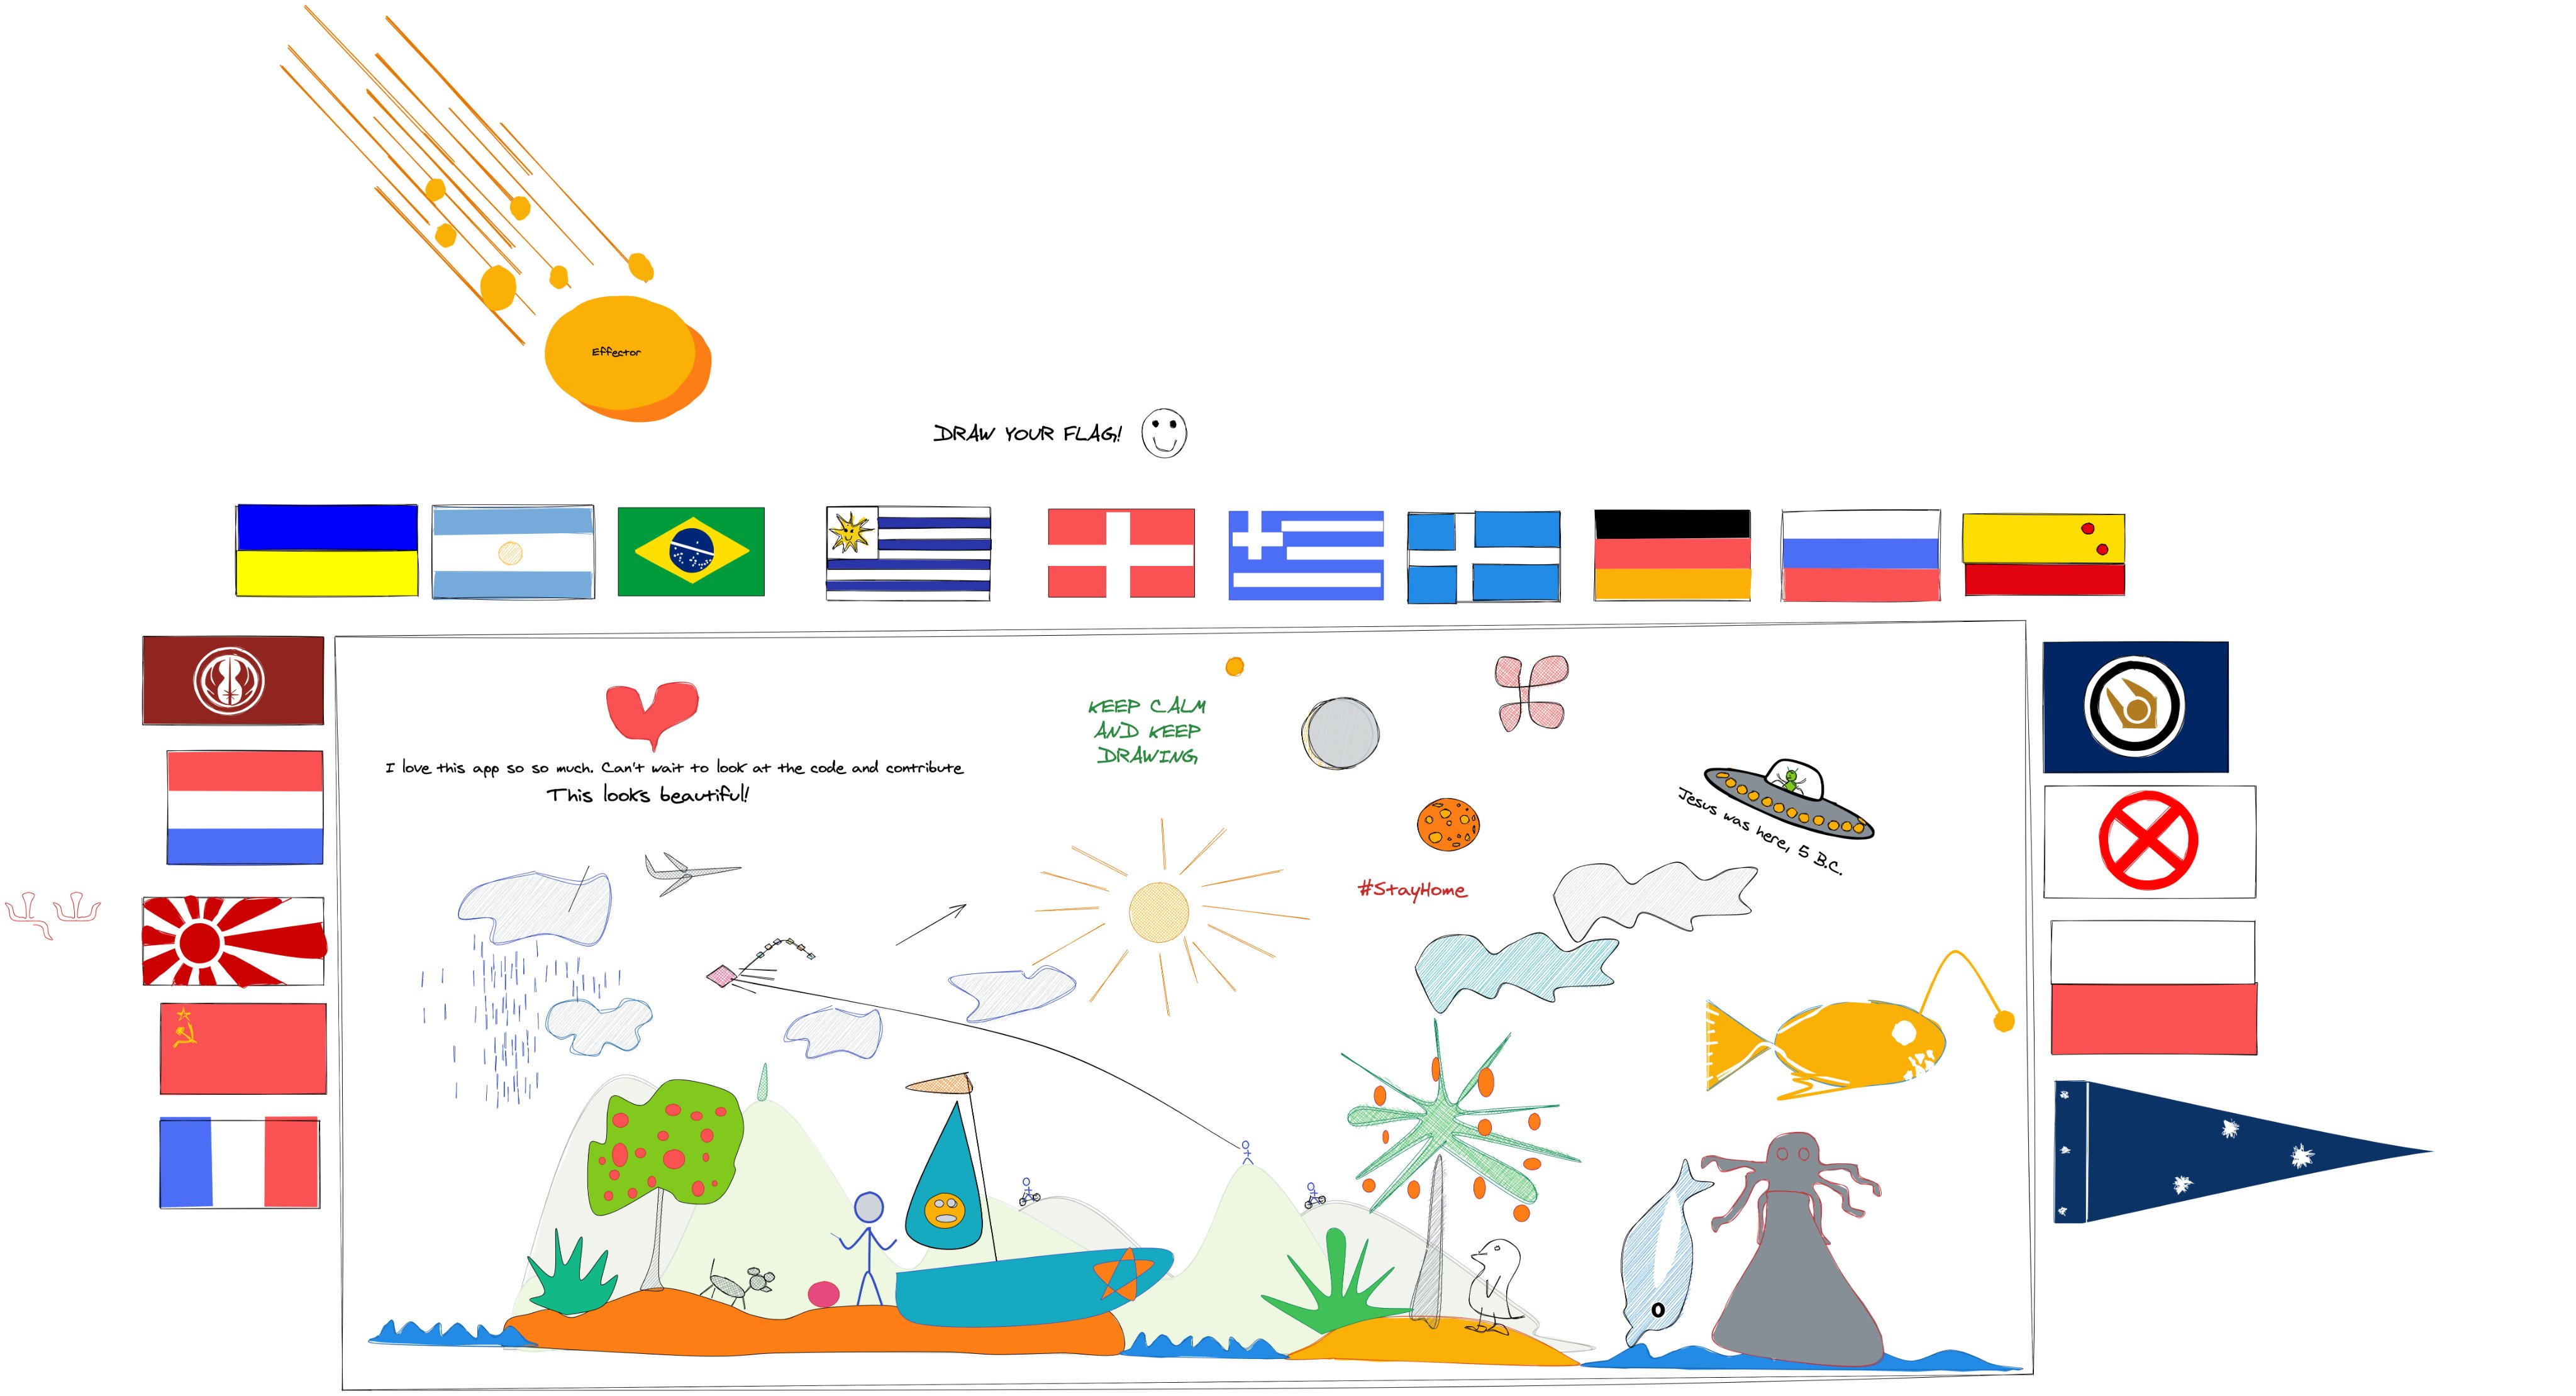 Effector
DRAW YOUR FLAG!
KEEP CALM
AND KEEP
DRAWING
I love this app so so much. Can't wait to look at the code and contribute
This looks beautiful!
Jesus was here, 5 B.C.
#StayHome